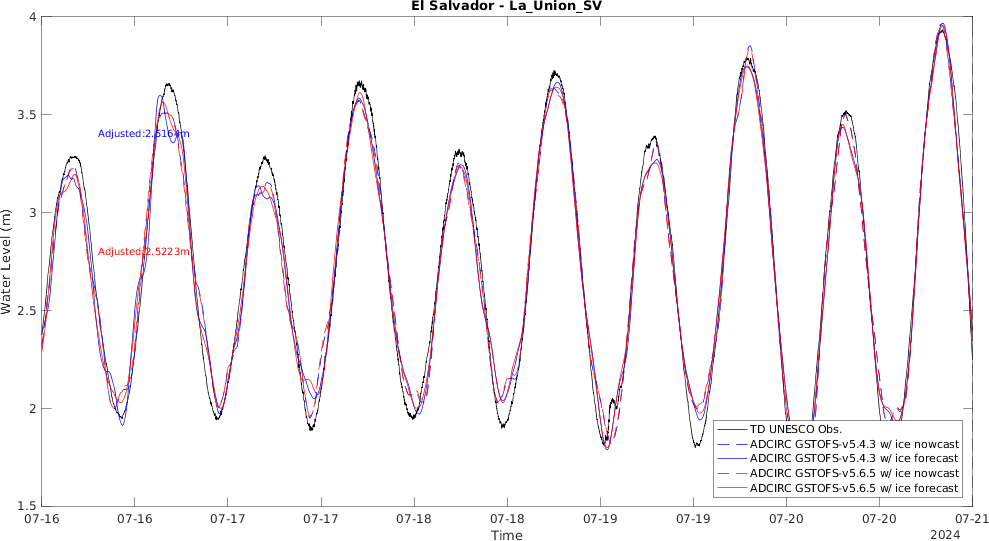 El Salvador - La_Union_SV
4
3.5
3
2.5
2
1.5
Water Level (m)
Adjusted:2.5164m
Adjusted:2.5223m
TD UNESCO Obs.
ADCIRC GSTOFS-v5.4.3 w/ ice nowcast
ADCIRC GSTOFS-v5.4.3 w/ ice forecast
ADCIRC GSTOFS-v5.6.5 w/ ice nowcast
ADCIRC GSTOFS-v5.6.5 w/ ice forecast
07-16 07-16 07-17 07-17 07-18 07-18 07-19 07-19 07-20 07-20 07-21
Time
2024